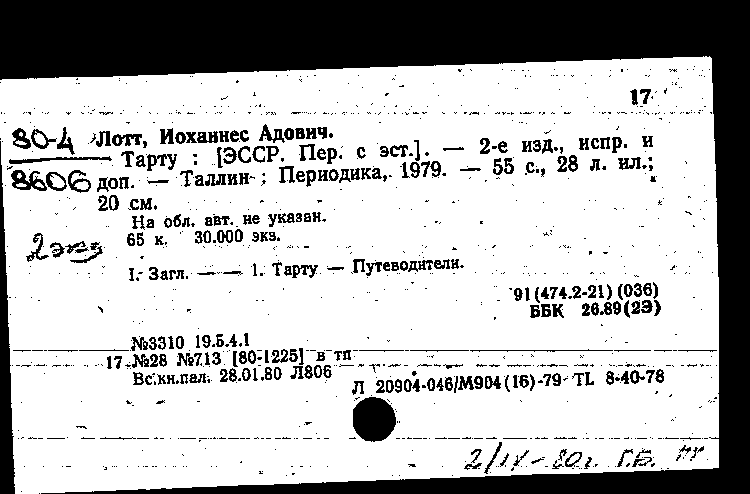 17
80-4 Лотт, Иоханнес Адович.
Тарту : [ЭССР. Пер. с эст.]. — 2-е изд., испр. и
8606 доп. — Таллин : Периодика, 1979. — 55 с., 28 л. ил.;
20 см.
На обл. авт. не указан.
2 экз 65 к. 30.000 экз.
I. Загл. — — 1. Тарту — Путеводители.
91(474.2-21)(036)
ББК 26.89(2Э)
№3310 19.5.4.1
17 №28 №713 [80-1225] в тп
Вс.кн.пал. 28.01.80 Л806
Л 20904-046/М904(16)-79 TL 8-40-78
2/IX-80г. Г.Б.